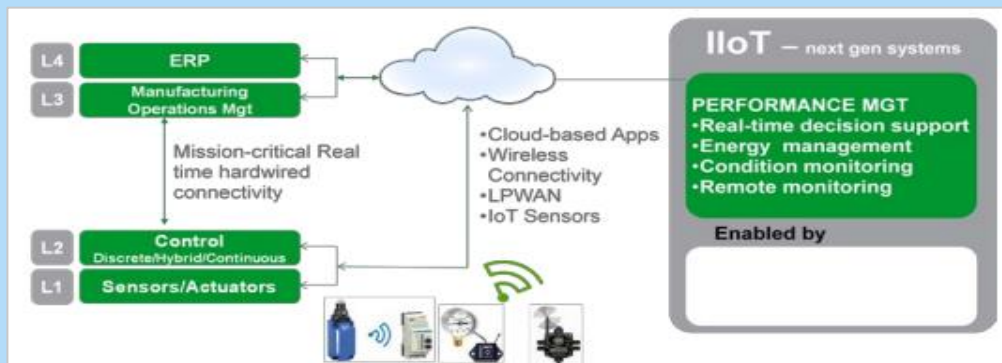 L4
ERP
L3
Manufacturing
Operations Mgt
Mission-critical Real
time hardwired
connectivity
L2
Control
Discrete/Hybrid/Continuous
L1
Sensors/Actuators
•Cloud-based Apps
•Wireless
Connectivity
•LPWAN
•IoT Sensors
IIoT – next gen systems
PERFORMANCE MGT
•Real-time decision support
•Energy management
•Condition monitoring
•Remote monitoring
Enabled by